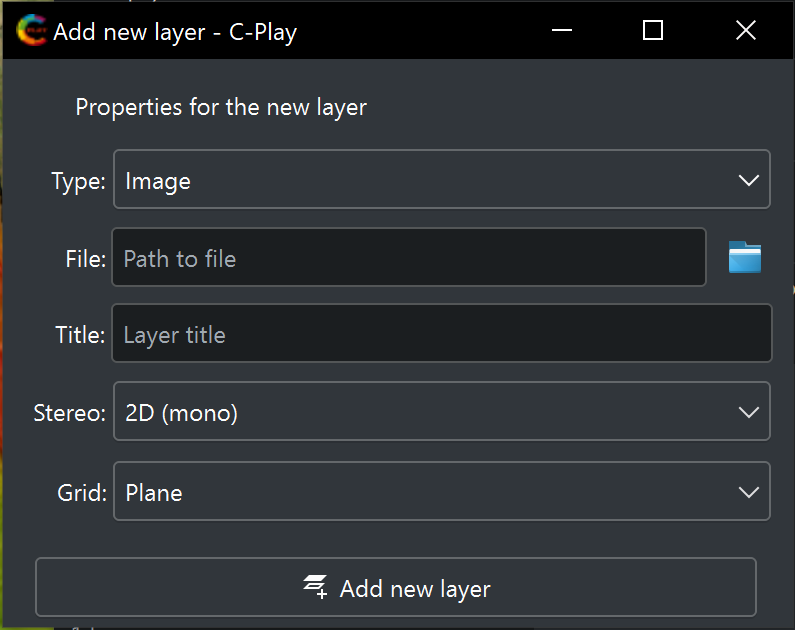 Add new layer - C-Play
Properties for the new layer
Type: Image
File: Path to file
Title: Layer title
Stereo: 2D (mono)
Grid: Plane
Add new layer